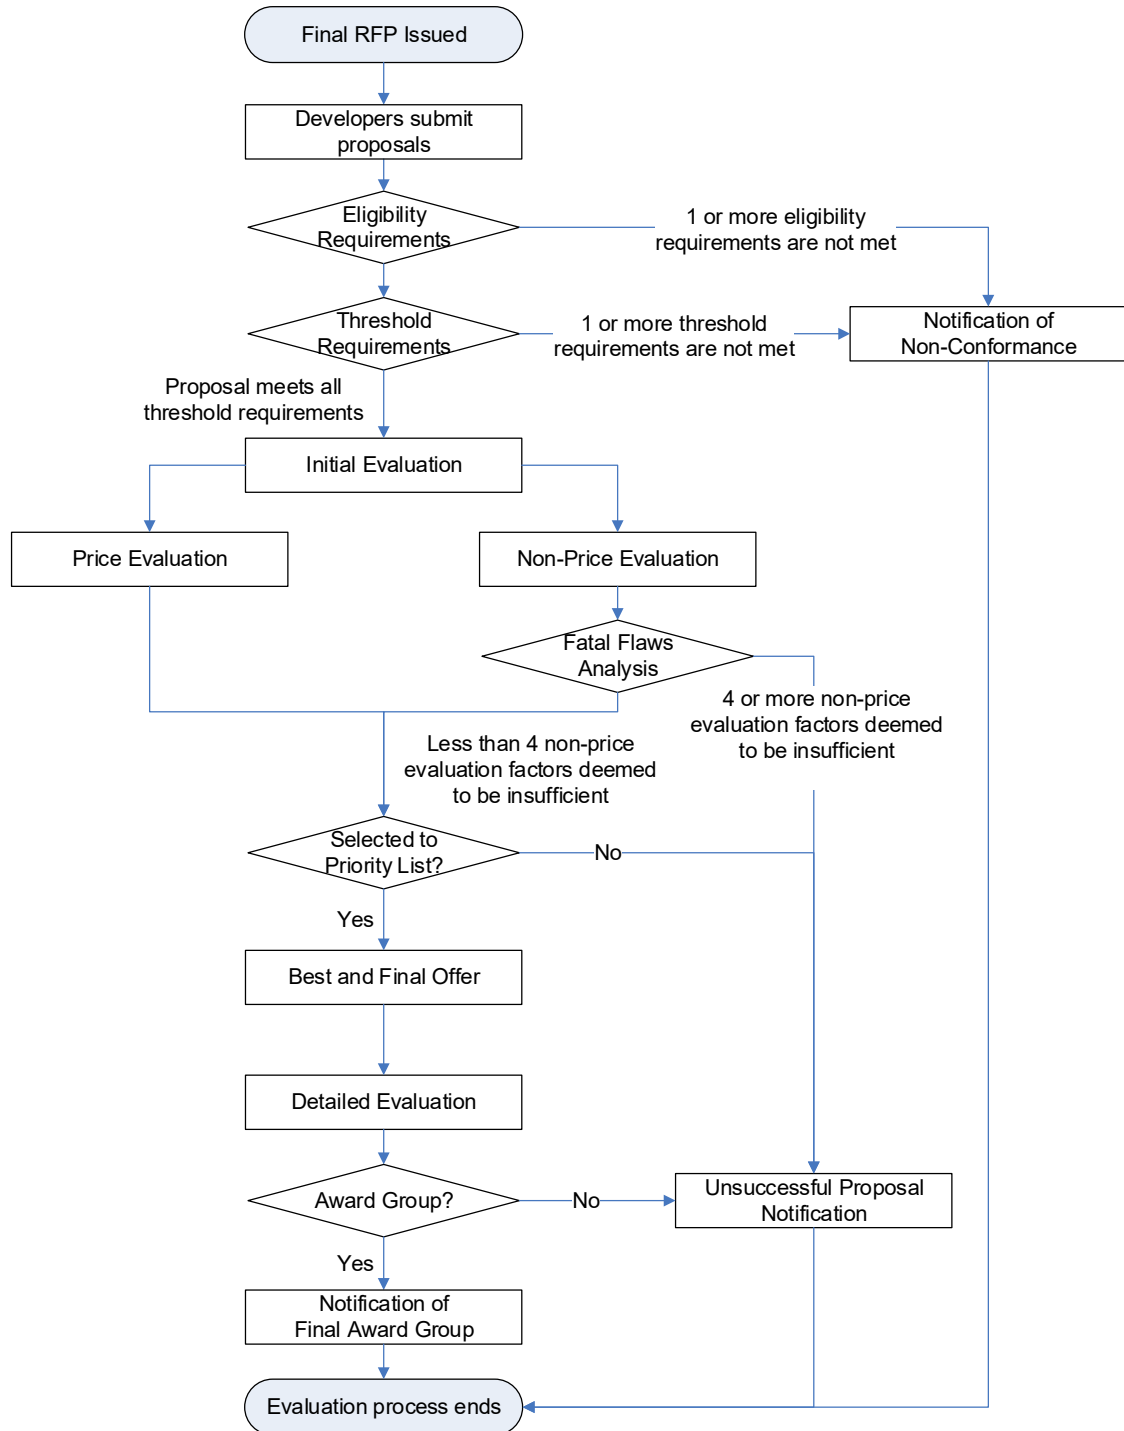 Final RFP Issued
Developers submit
proposals
Eligibility
Requirements
1 or more eligibility
requirements are not met
Threshold
Requirements
1 or more threshold
requirements are not met
Notification of
Non-Conformance
Proposal meets all
threshold requirements
Initial Evaluation
Price Evaluation
Non-Price Evaluation
Fatal Flaws
Analysis
4 or more non-price
evaluation factors deemed
to be insufficient
Less than 4 non-price
evaluation factors deemed
to be insufficient
Selected to
Priority List?
No
Yes
Best and Final Offer
Detailed Evaluation
Award Group?
No
Unsuccessful Proposal
Notification
Yes
Notification of
Final Award Group
Evaluation process ends